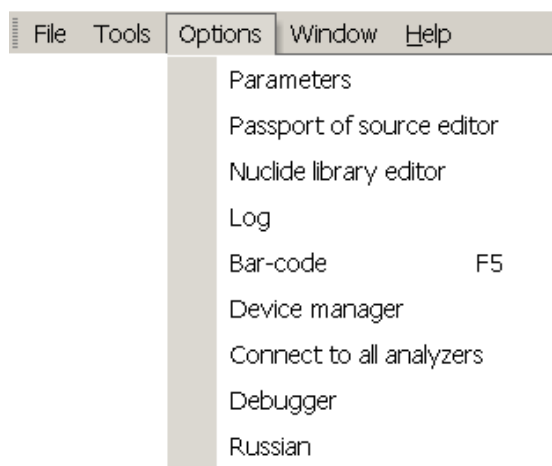 File Tools Options Window Help
Parameters
Passport of source editor
Nuclide library editor
Log
Bar-code F5
Device manager
Connect to all analyzers
Debugger
Russian